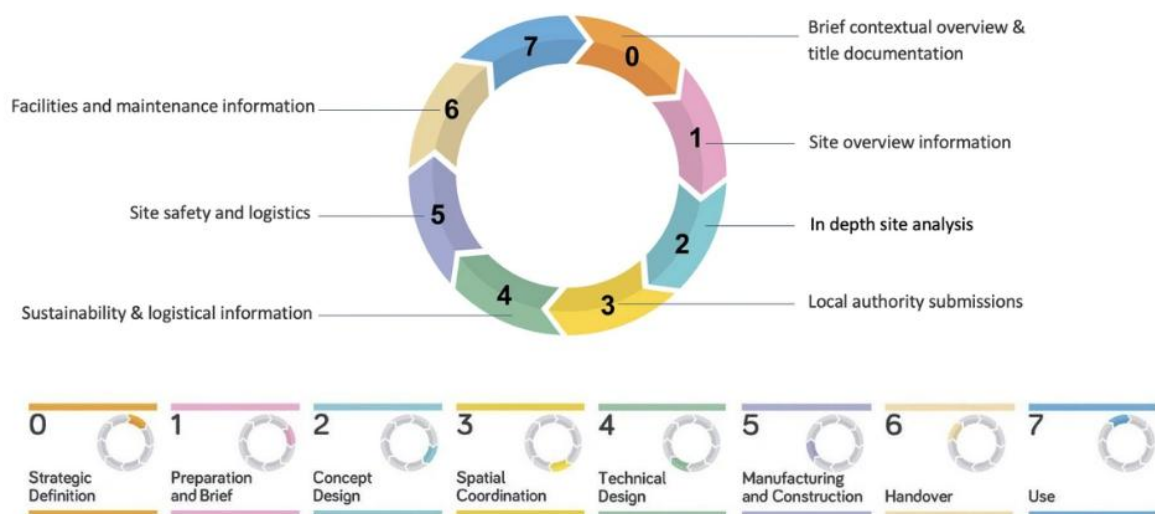 7
0
Brief contextual overview &
title documentation
Facilities and maintenance information
6
1
Site overview information
Site safety and logistics
5
2
In depth site analysis
Sustainability & logistical information
4
3
Local authority submissions
0
Strategic
Definition
1
Preparation
and Brief
2
Concept
Design
3
Spatial
Coordination
4
Technical
Design
5
Manufacturing
and Construction
6
Handover
7
Use